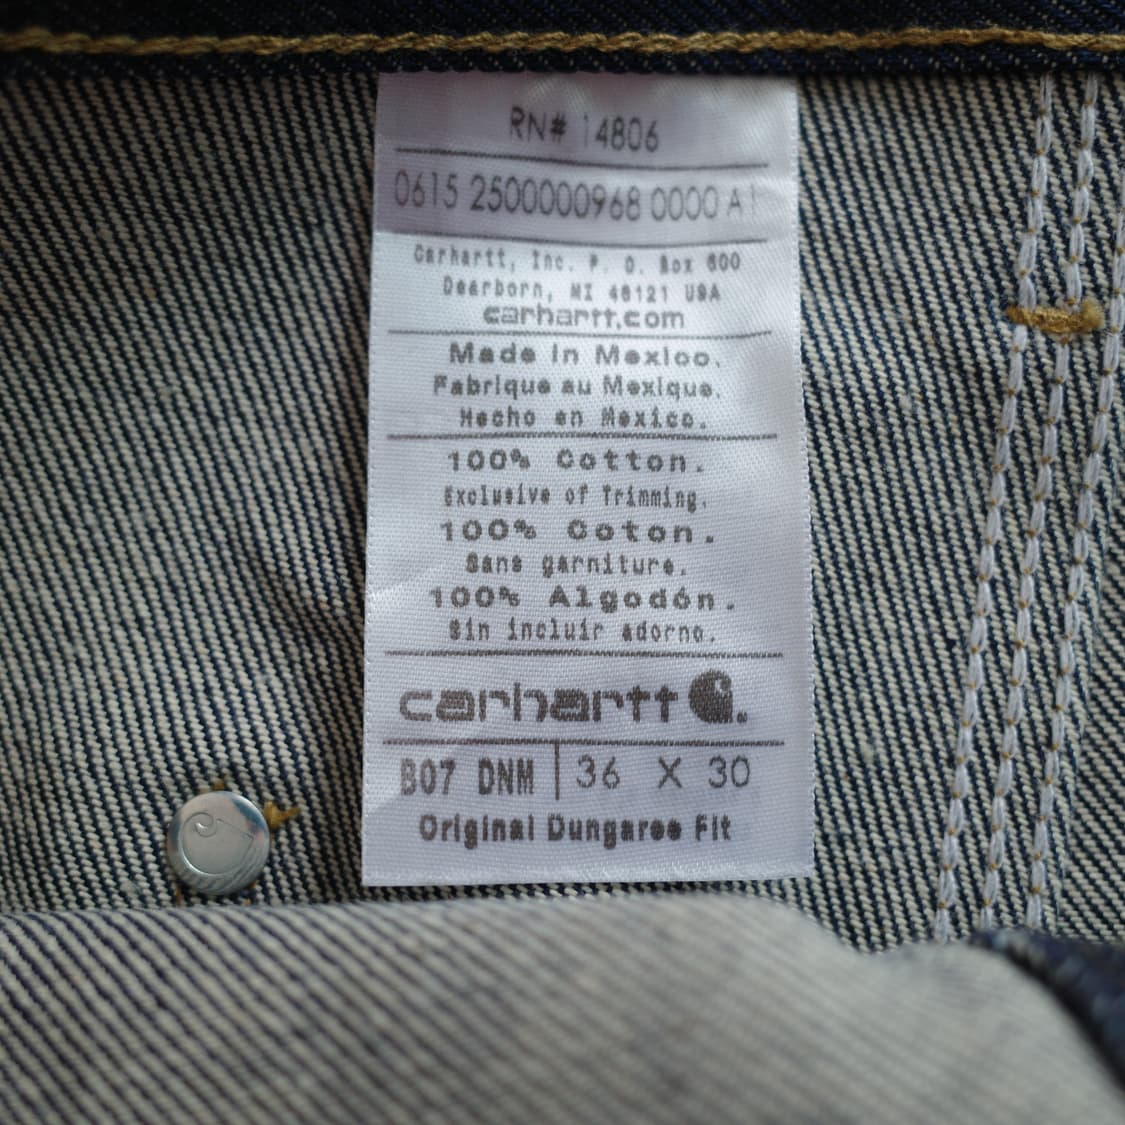 RN# 14806
0615 2500000968 0000 A1
Carhartt, Inc. P. O. Box 600
Dearborn, MI 48121 USA
carhartt.com
Made in Mexico.
Fabriqué au Mexique.
Hecho en Mexico.
100% Cotton.
Exclusive of Trimming.
100% Coton.
Sans garniture.
100% Algodón.
Sin incluir adorno.
carhartt
B07 DNM 36 X 30
Original Dungaree Fit